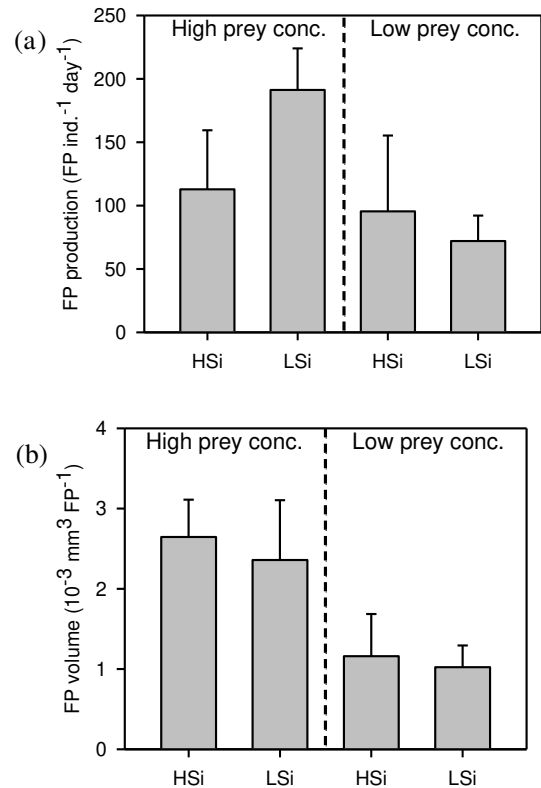 (a)
High prey conc. Low prey conc.
FP production (FP ind.⁻¹ day⁻¹)
250
200
150
100
50
0
HSi LSi HSi LSi
(b)
High prey conc. Low prey conc.
FP volume (10⁻³ mm³ FP⁻¹)
4
3
2
1
0
HSi LSi HSi LSi